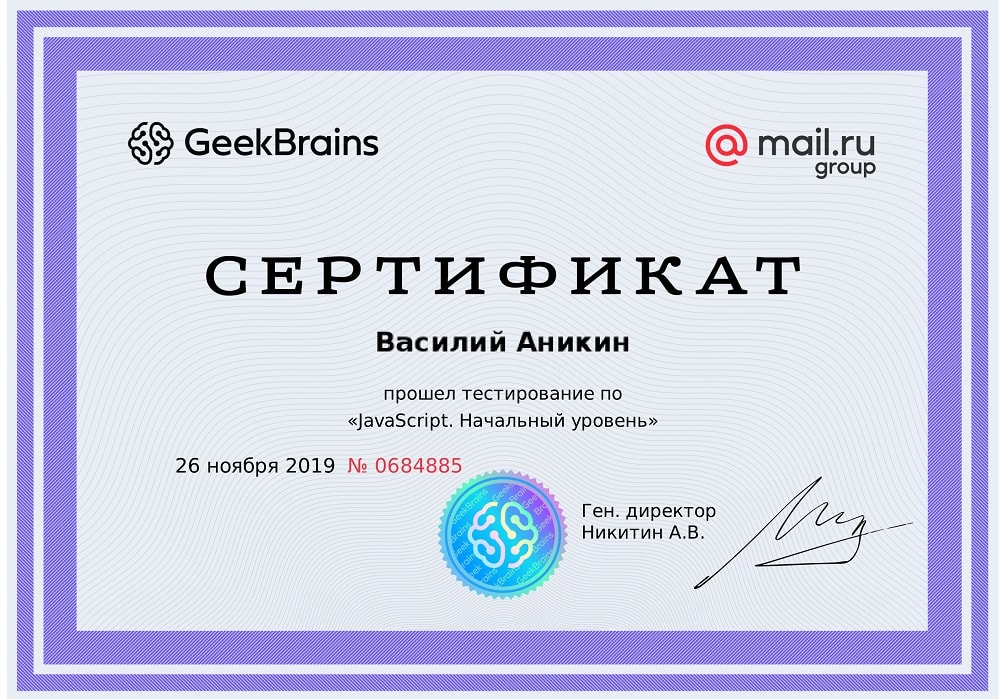 GeekBrains
@mail.ru
group
СЕРТИФИКАТ
Василий Аникин
прошел тестирование по
«JavaScript. Начальный уровень»
26 ноября 2019 № 0684885
Ген. директор
Никитин А.В.
GeekBrains